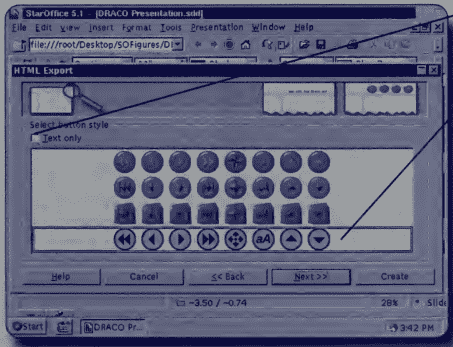 StarOffice 5.1 - [DRACO Presentation.sdd]
File Edit View Insert Format Tools Presentation Window Help
file:///root/Desktop/SOFigures/D
HTML Export
Select button style
Text only
aA
Help Cancel << Back Next >> Create
-3.50 / -0.74 28% * Slide
Start DRACO Pr... 3:42 PM